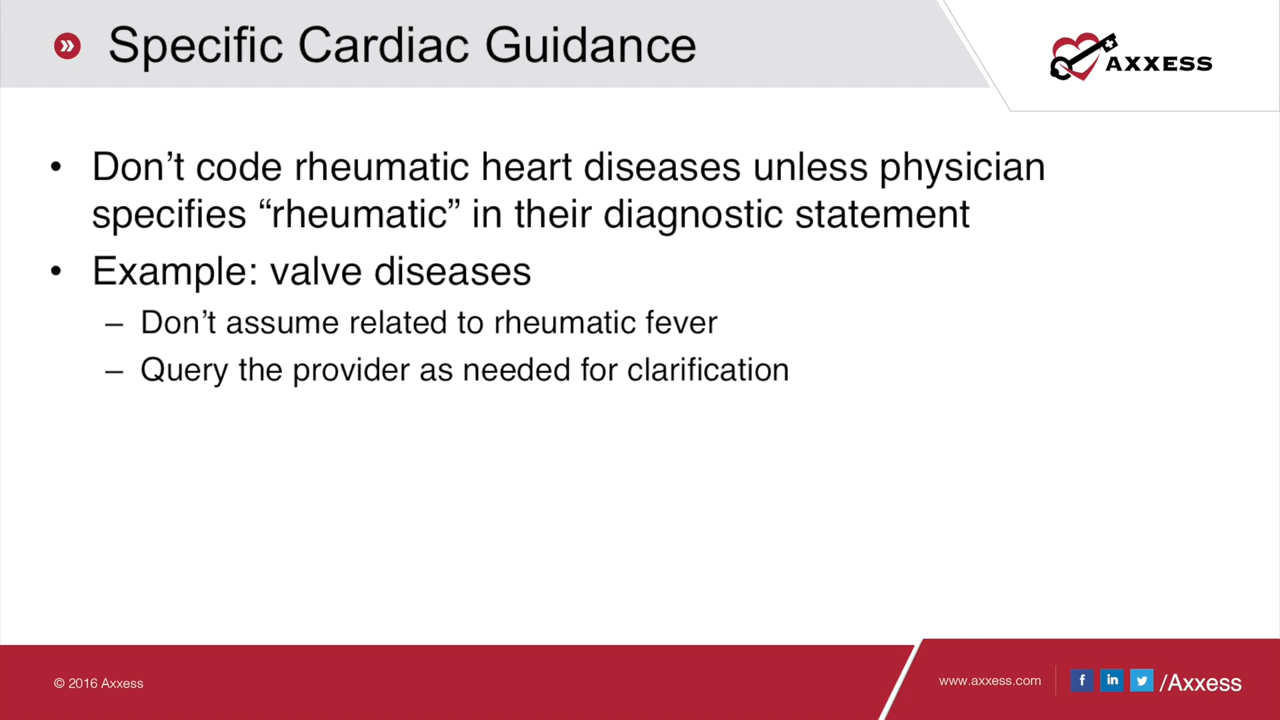 Specific Cardiac Guidance
AXXESS
• Don’t code rheumatic heart diseases unless physician
specifies “rheumatic” in their diagnostic statement
• Example: valve diseases
– Don’t assume related to rheumatic fever
– Query the provider as needed for clarification
© 2016 Axxess
www.axxess.com
/Axxess